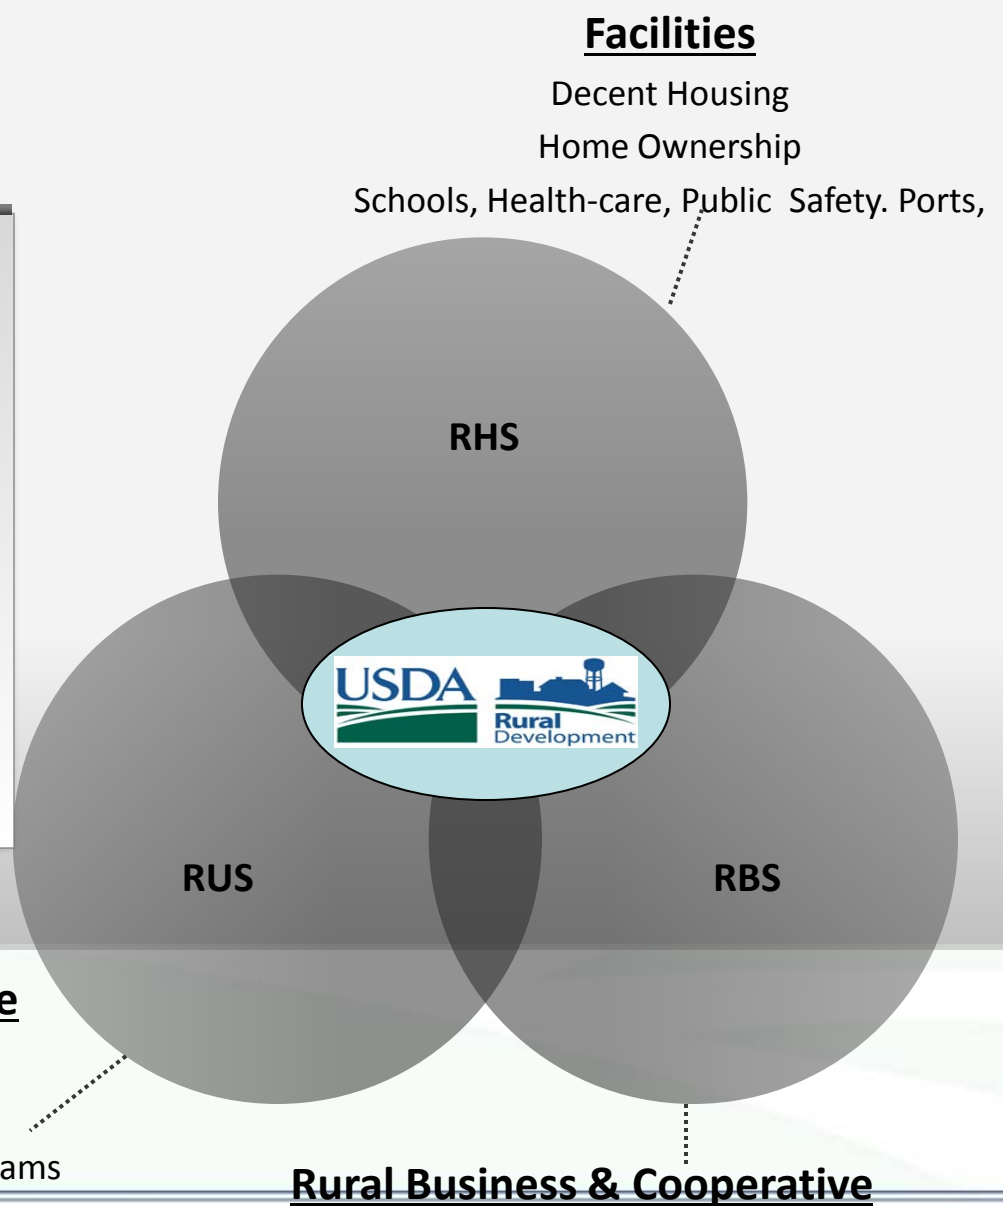 Facilities
Decent Housing
Home Ownership
Schools, Health-care, Public Safety. Ports,
RHS
USDA
Rural
Development
RUS
RBS
e
ams
Rural Business & Cooperative